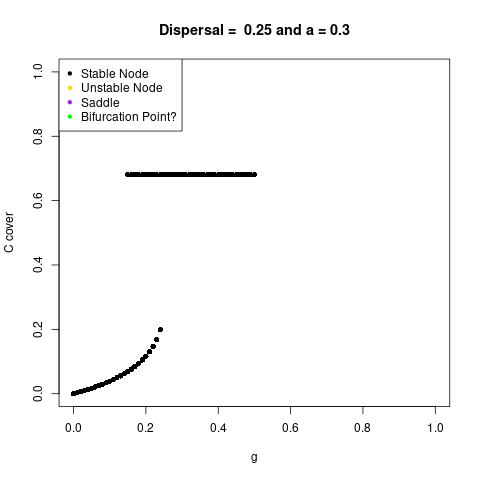 Dispersal =  0.25 and a = 0.3
Stable Node
Unstable Node
Saddle
Bifurcation Point?
C cover
1.0
0.8
0.6
0.4
0.2
0.0
0.0 0.2 0.4 0.6 0.8 1.0
g